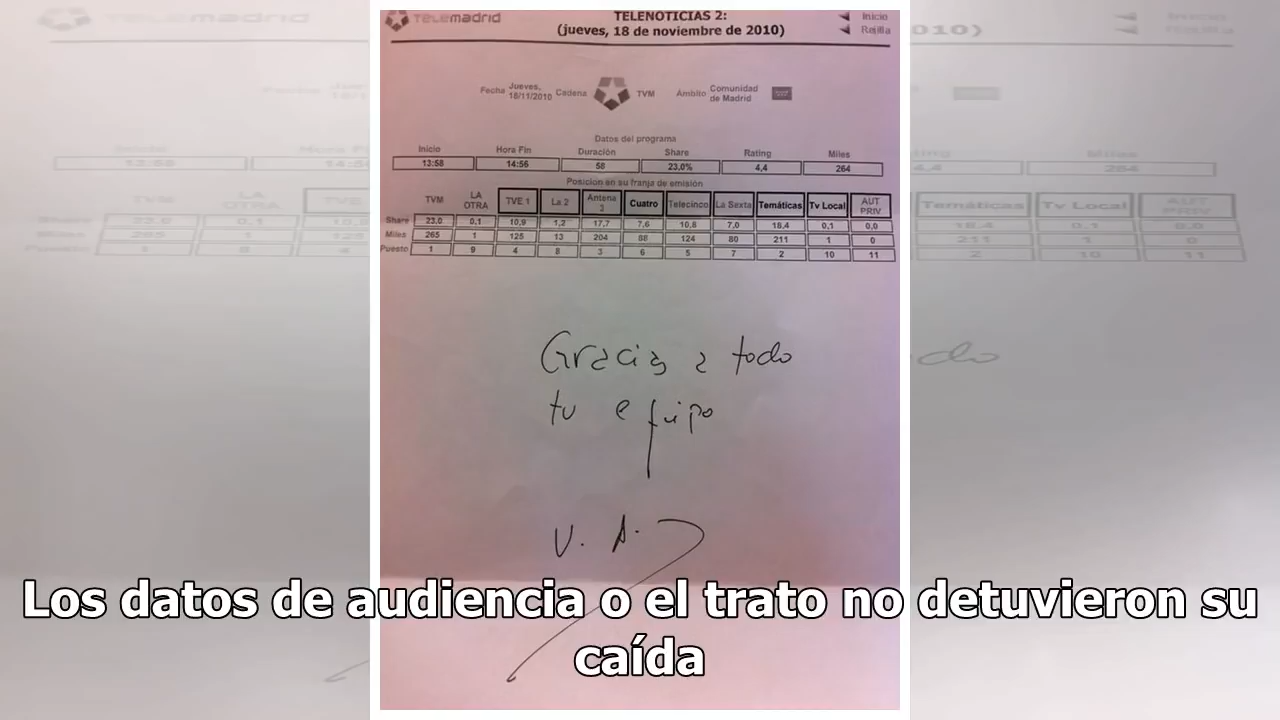 TELEMADRID
TELENOTICIAS 2:
(jueves, 18 de noviembre de 2010)
Inicio
Rejilla
Fecha Jueves, 18/11/2010 Cadena TVM Ámbito Comunidad de Madrid
Datos del programa
Inicio Hora Fin Duración Share Rating Miles
13:58 14:56 58 23,0% 4,4 264
Posicion en su franja de emisión
TVM LA OTRA TVE 1 La 2 Antena 3 Cuatro Telecinco La Sexta Temáticas Tv Local AUT PRIV
Share 23,0 0,1 10,9 1,2 17,7 7,6 10,8 7,0 18,4 0,1 0,0
Miles 265 1 125 13 204 88 124 80 211 1 0
Puesto 1 9 4 8 3 6 5 7 2 10 11
Gracias a todo
tu equipo
V. A.
Los datos de audiencia o el trato no detuvieron su
caída